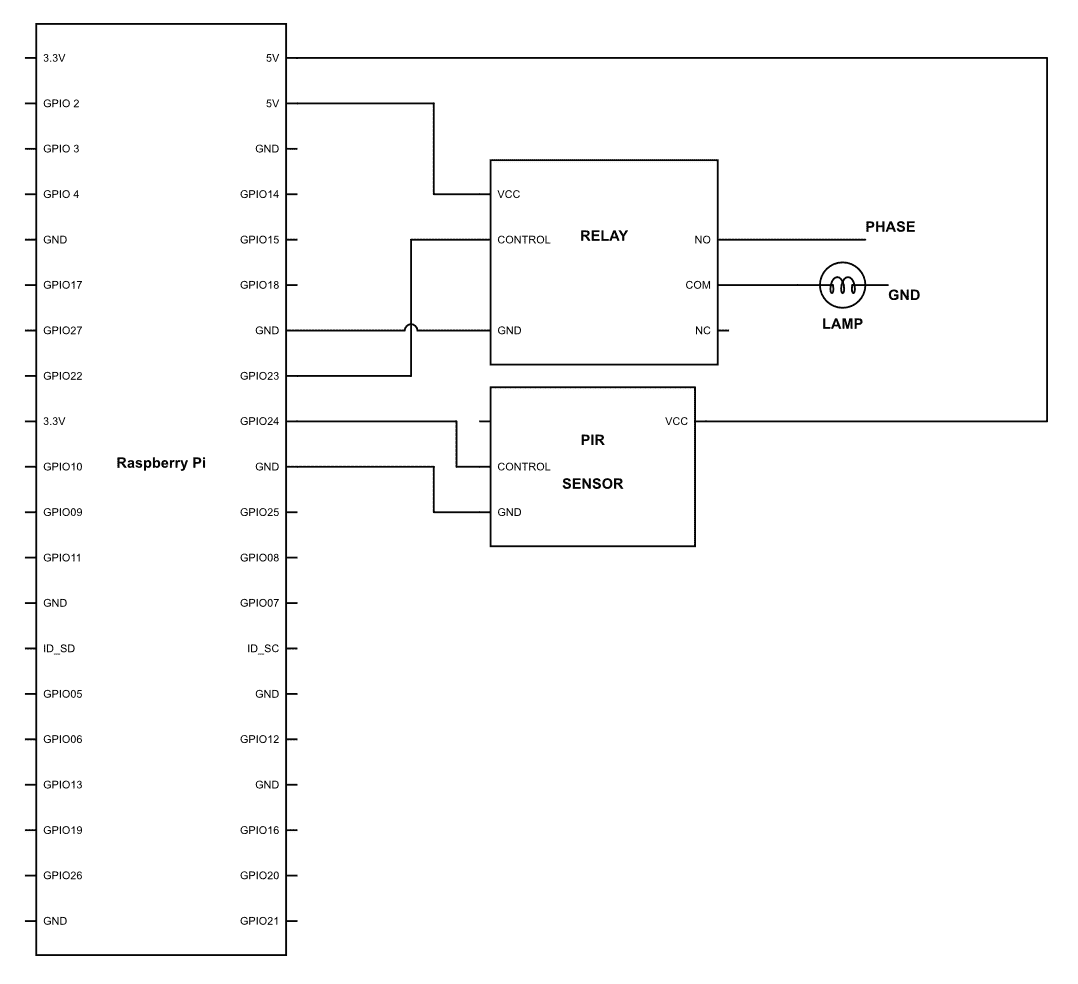 3.3V
GPIO 2
GPIO 3
GPIO 4
GND
GPIO17
GPIO27
GPIO22
3.3V
GPIO10
GPIO09
GPIO11
GND
ID_SD
GPIO05
GPIO06
GPIO13
GPIO19
GPIO26
GND
Raspberry Pi
5V
5V
GND
GPIO14
GPIO15
GPIO18
GND
GPIO23
GPIO24
GND
GPIO25
GPIO08
GPIO07
ID_SC
GND
GPIO12
GND
GPIO16
GPIO20
GPIO21
VCC
CONTROL
GND
RELAY
NO
COM
NC
PHASE
GND
LAMP
VCC
PIR
SENSOR
CONTROL
GND